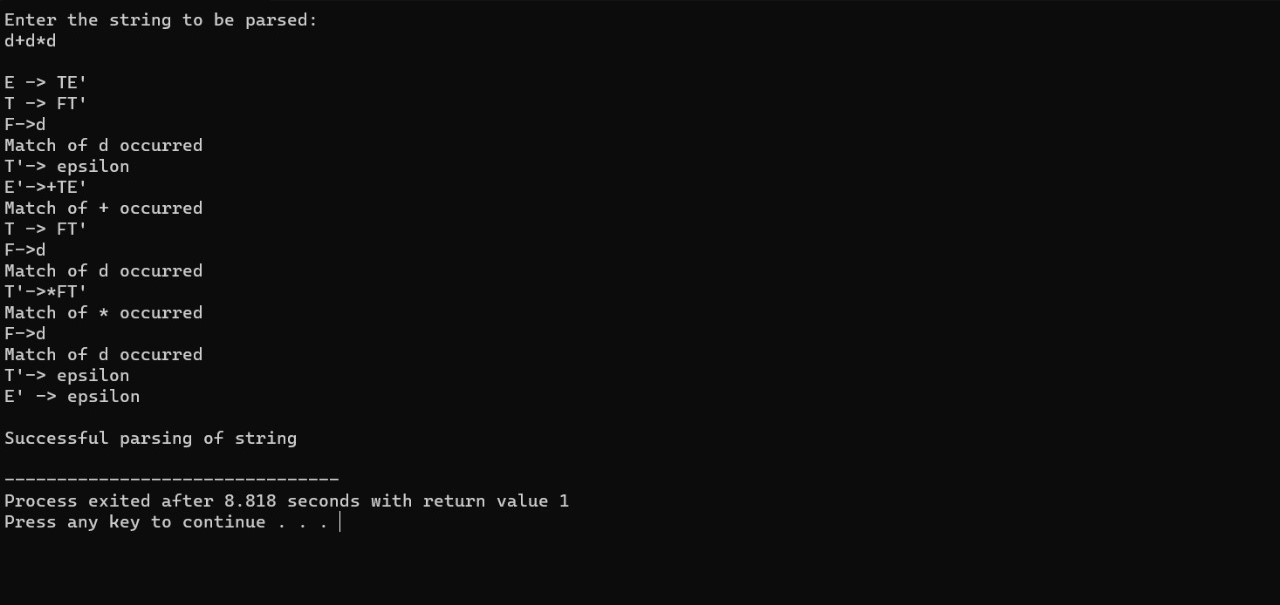 Enter the string to be parsed:
d+d*d
E -> TE'
T -> FT'
F->d
Match of d occurred
T'-> epsilon
E'->+TE'
Match of + occurred
T -> FT'
F->d
Match of d occurred
T'->*FT'
Match of * occurred
F->d
Match of d occurred
T'-> epsilon
E' -> epsilon
Successful parsing of string
--------------------------------
Process exited after 8.818 seconds with return value 1
Press any key to continue . . .